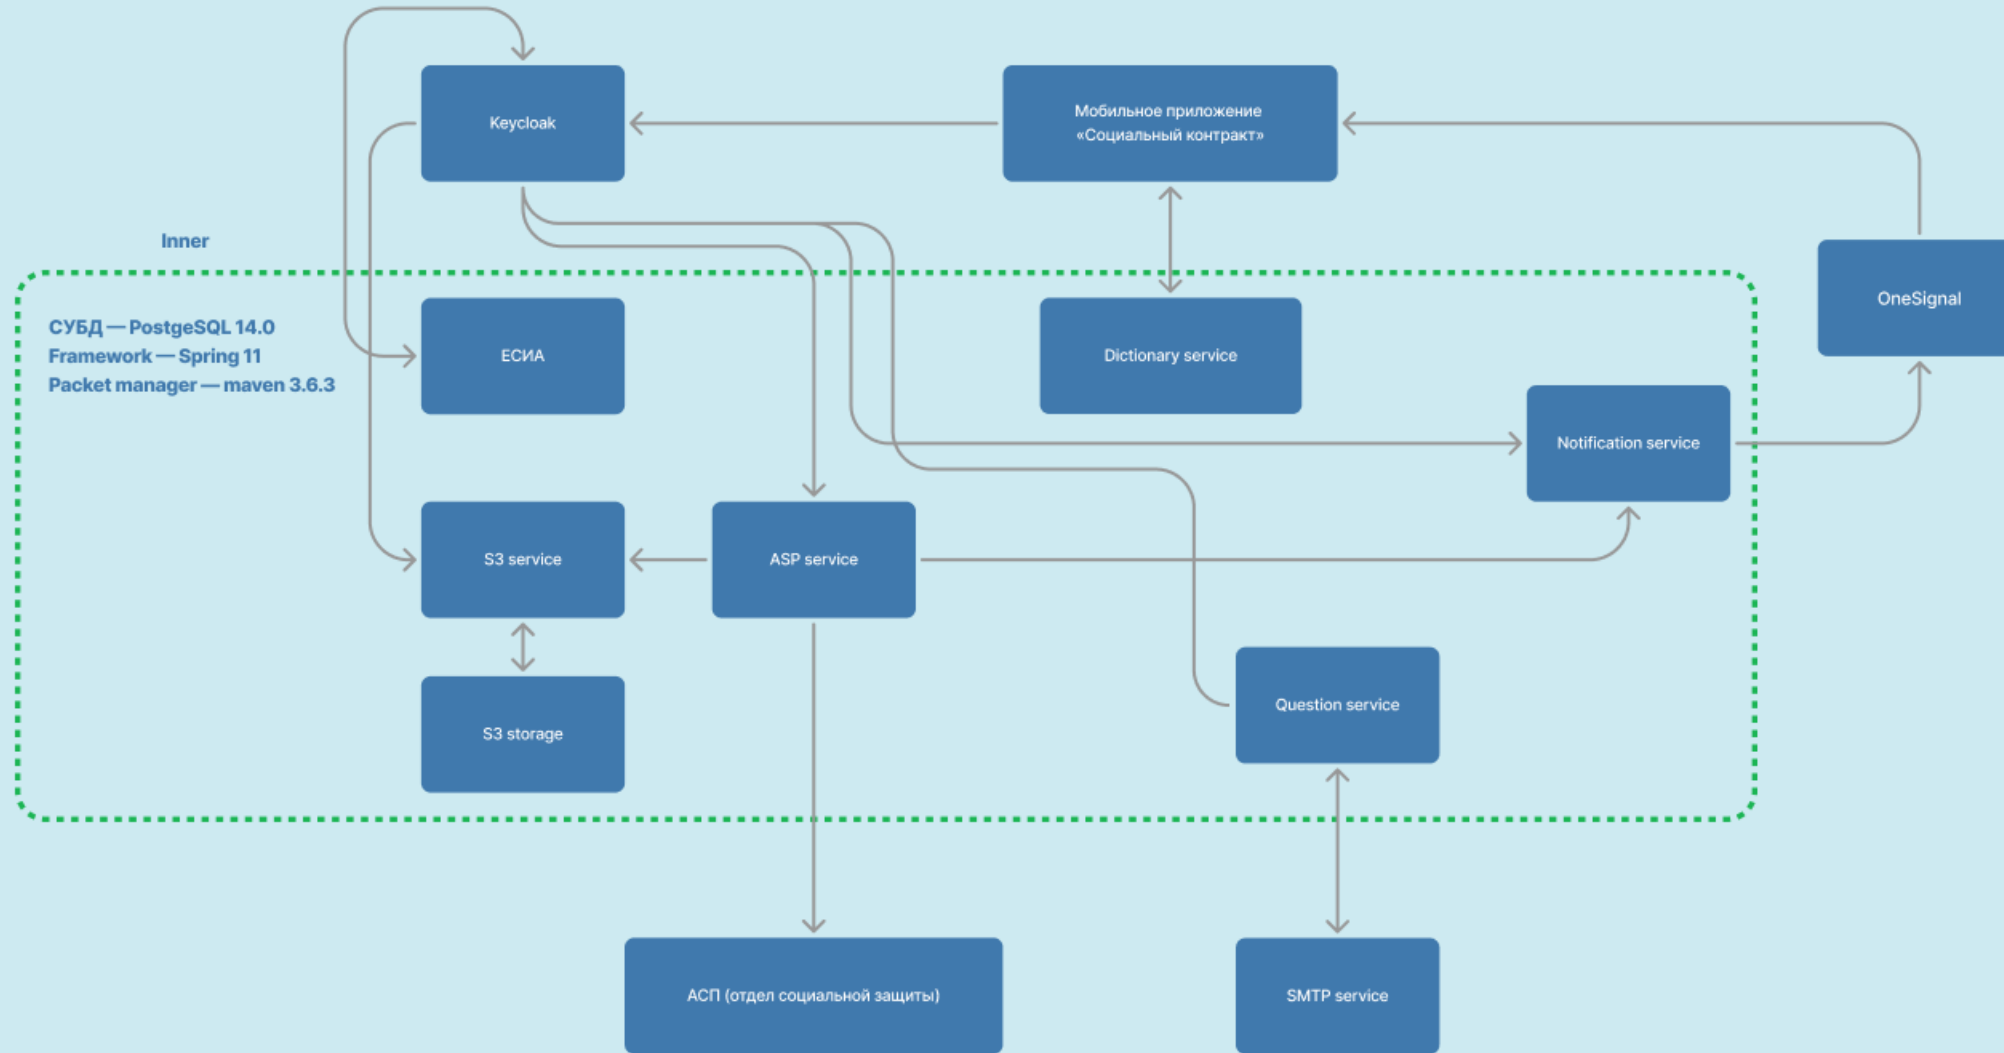 Keycloak
Мобильное приложение
«Социальный контракт»
Inner
OneSignal
СУБД — PostgeSQL 14.0
Framework — Spring 11
Packet manager — maven 3.6.3
ЕСИА
Dictionary service
Notification service
S3 service
ASP service
S3 storage
Question service
АСП (отдел социальной защиты)
SMTP service